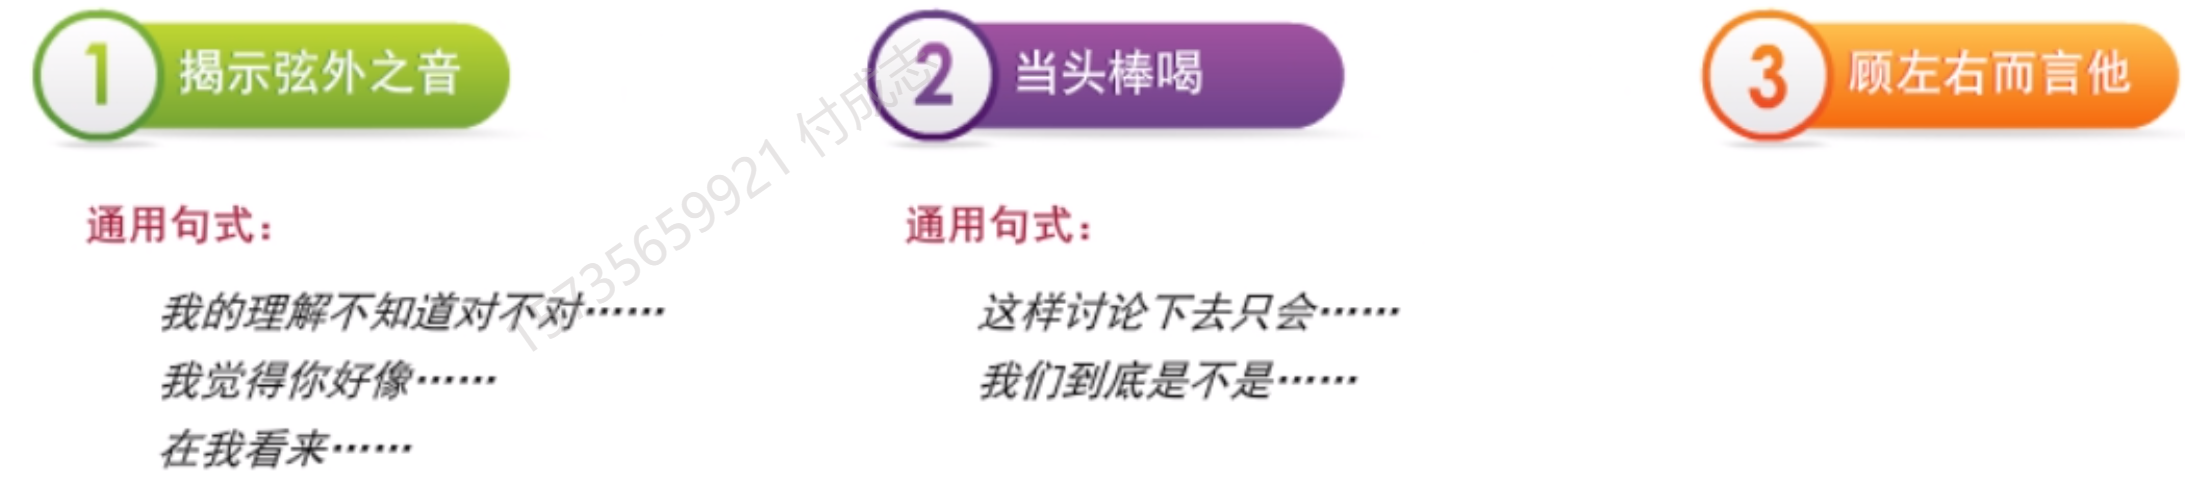 1 揭示弦外之音
2 当头棒喝
3 顾左右而言他
通用句式：
我的理解不知道对不对……
我觉得你好像……
在我看来……
通用句式：
这样讨论下去只会……
我们到底是不是……
15735659921 付成志